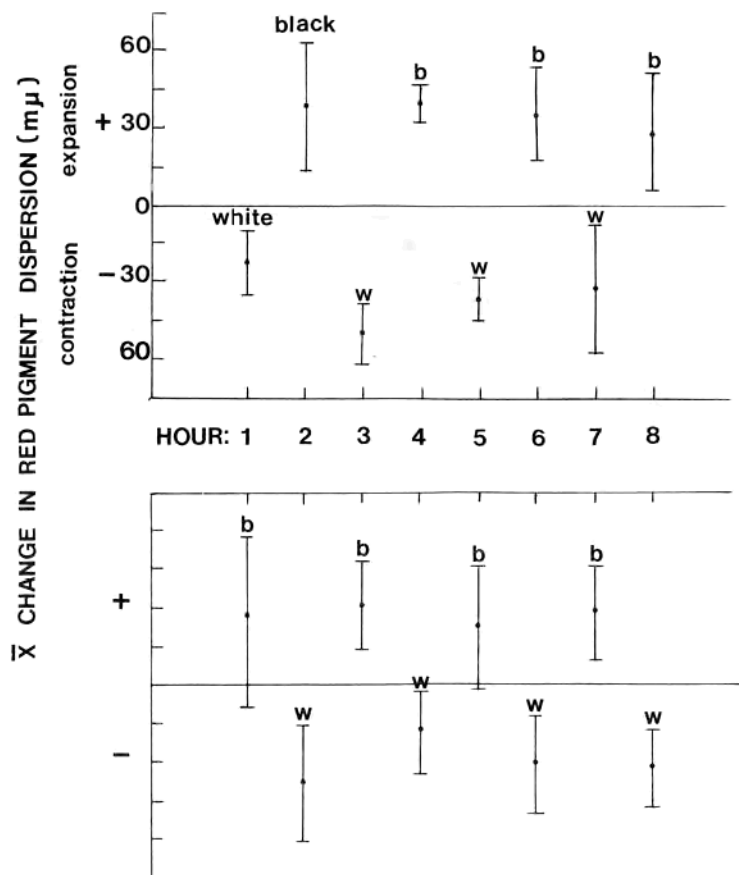 X̄ CHANGE IN RED PIGMENT DISPERSION (mµ)
expansion
contraction
60
+ 30
0
− 30
60
black
b
b
b
white
w
w
w
HOUR: 1 2 3 4 5 6 7 8
+
−
b
b
b
b
w
w
w
w